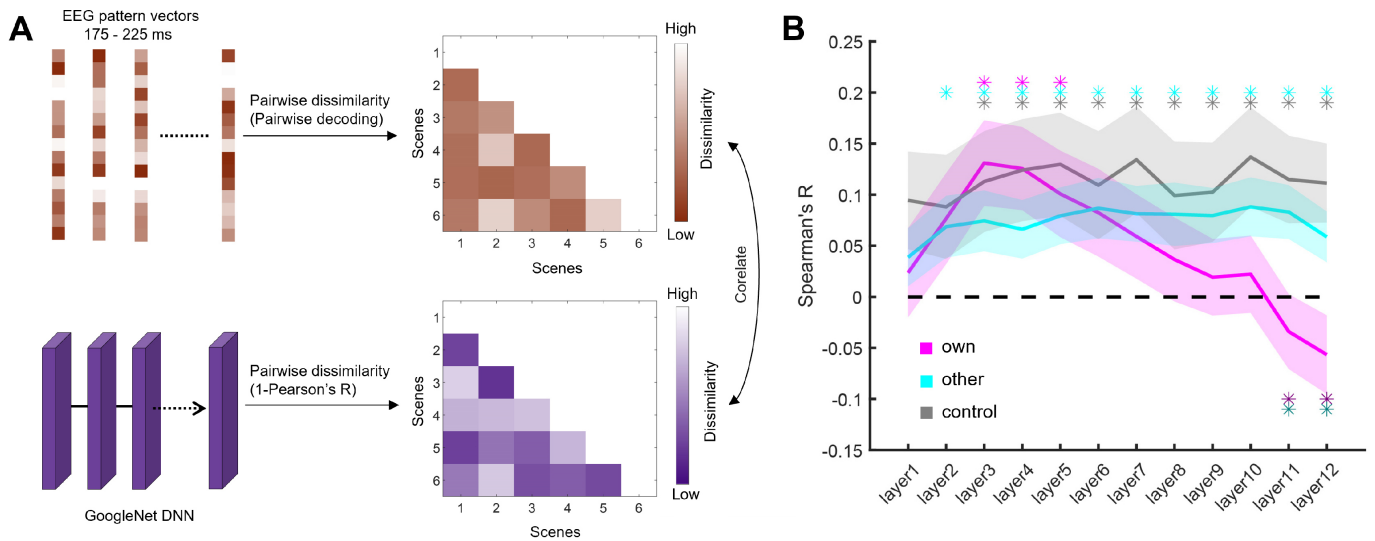 A
EEG pattern vectors
175 - 225 ms
Pairwise dissimilarity
(Pairwise decoding)
Scenes
1
2
3
4
5
6
1 2 3 4 5 6
Scenes
High
Dissimilarity
Low
GoogleNet DNN
Pairwise dissimilarity
(1-Pearson's R)
Scenes
1
2
3
4
5
6
1 2 3 4 5 6
Scenes
High
Dissimilarity
Low
Corelate
B
Spearman's R
0.25
0.2
0.15
0.1
0.05
0
-0.05
-0.1
-0.15
own
other
control
layer1 layer2 layer3 layer4 layer5 layer6 layer7 layer8 layer9 layer10 layer11 layer12